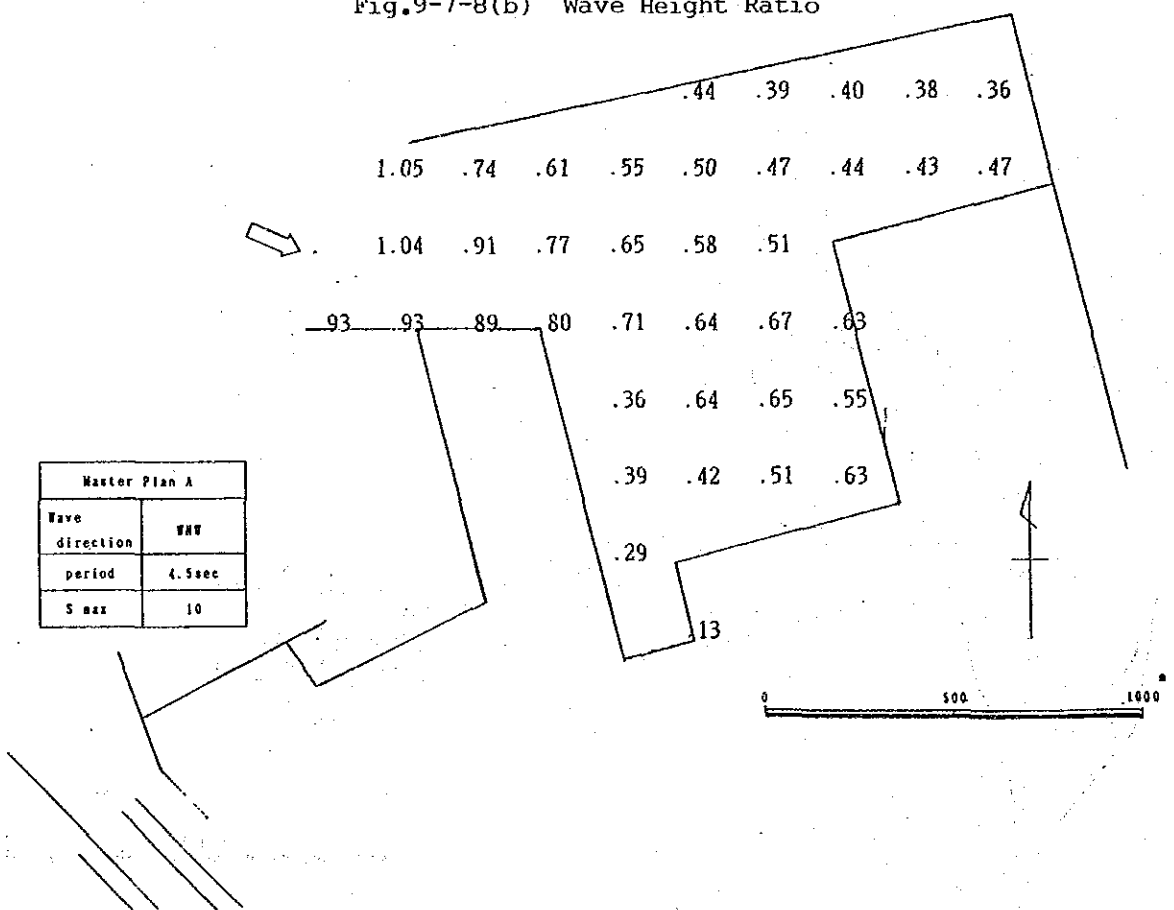 Fig.9-7-8(b) Wave Height Ratio
.44 .39 .40 .38 .36
1.05 .74 .61 .55 .50 .47 .44 .43 .47
. 1.04 .91 .77 .65 .58 .51
93 93 89 80 .71 .64 .67 .63
.36 .64 .65 .55
.39 .42 .51 .63
.29
13
Master Plan A
Wave direction WNW
period 4.5sec
S max 10
0 500 1000 m